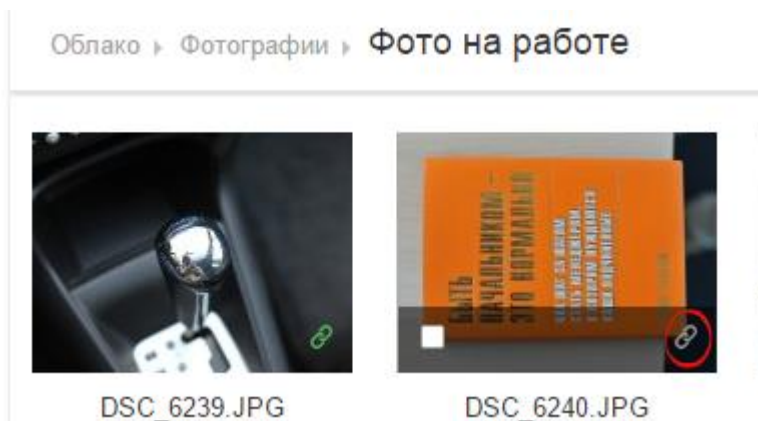 Облако ▸ Фотографии ▸ Фото на работе
БЫТЬ
НАЧАЛЬНИКОМ –
ЭТО НОРМАЛЬНО
DSC_6239.JPG
DSC_6240.JPG